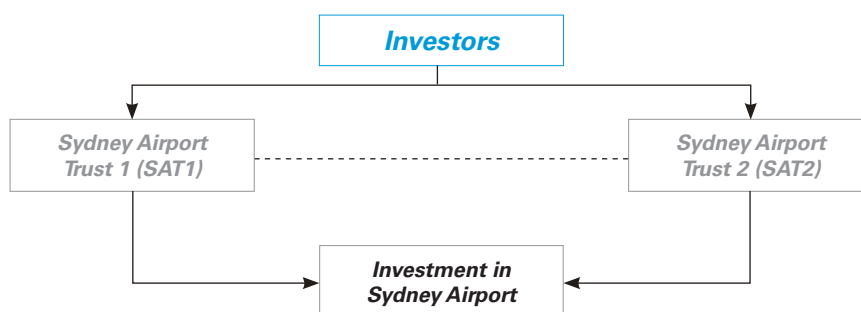 Investors
Sydney Airport
Trust 1 (SAT1)
Sydney Airport
Trust 2 (SAT2)
Investment in
Sydney Airport